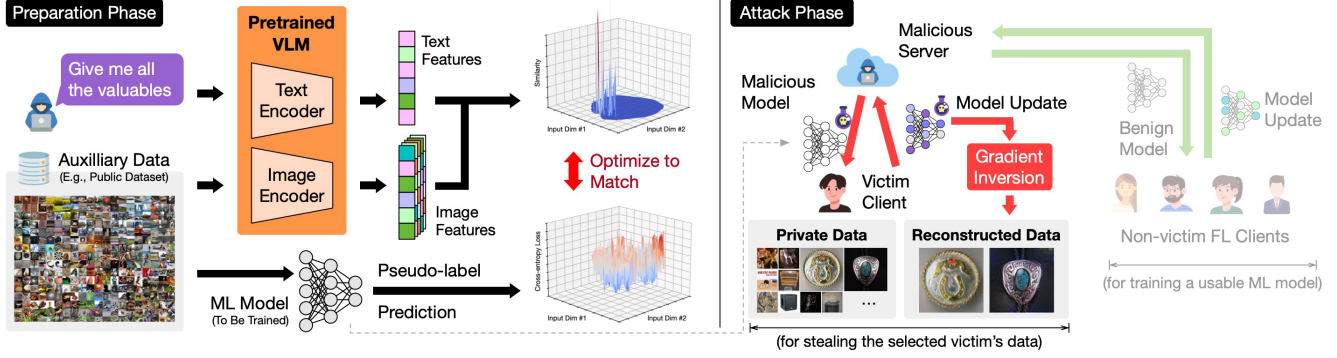 Preparation Phase
Give me all
the valuables
Auxilliary Data
(E.g., Public Dataset)
Pretrained
VLM
Text
Encoder
Image
Encoder
Text
Features
Image
Features
ML Model
(To Be Trained)
Pseudo-label
Prediction
Similarity
Input Dim #1
Input Dim #2
Optimize to
Match
Cross-entropy Loss
Input Dim #1
Input Dim #2
Attack Phase
Malicious
Server
Malicious
Model
Model Update
Gradient
Inversion
Victim
Client
Private Data
...
Reconstructed Data
(for stealing the selected victim's data)
Benign
Model
Model
Update
Non-victim FL Clients
(for training a usable ML model)